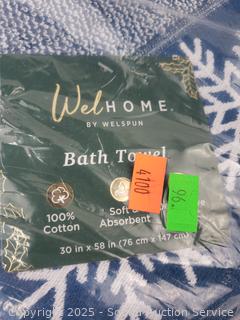 WelHOME
BY WELSPUN
Bath Towel
4100
96.
100%
Cotton
Soft &
Absorbent
30 in x 58 in (76 cm x 147 cm)
Copyright 2025 - Sooner Auction Service